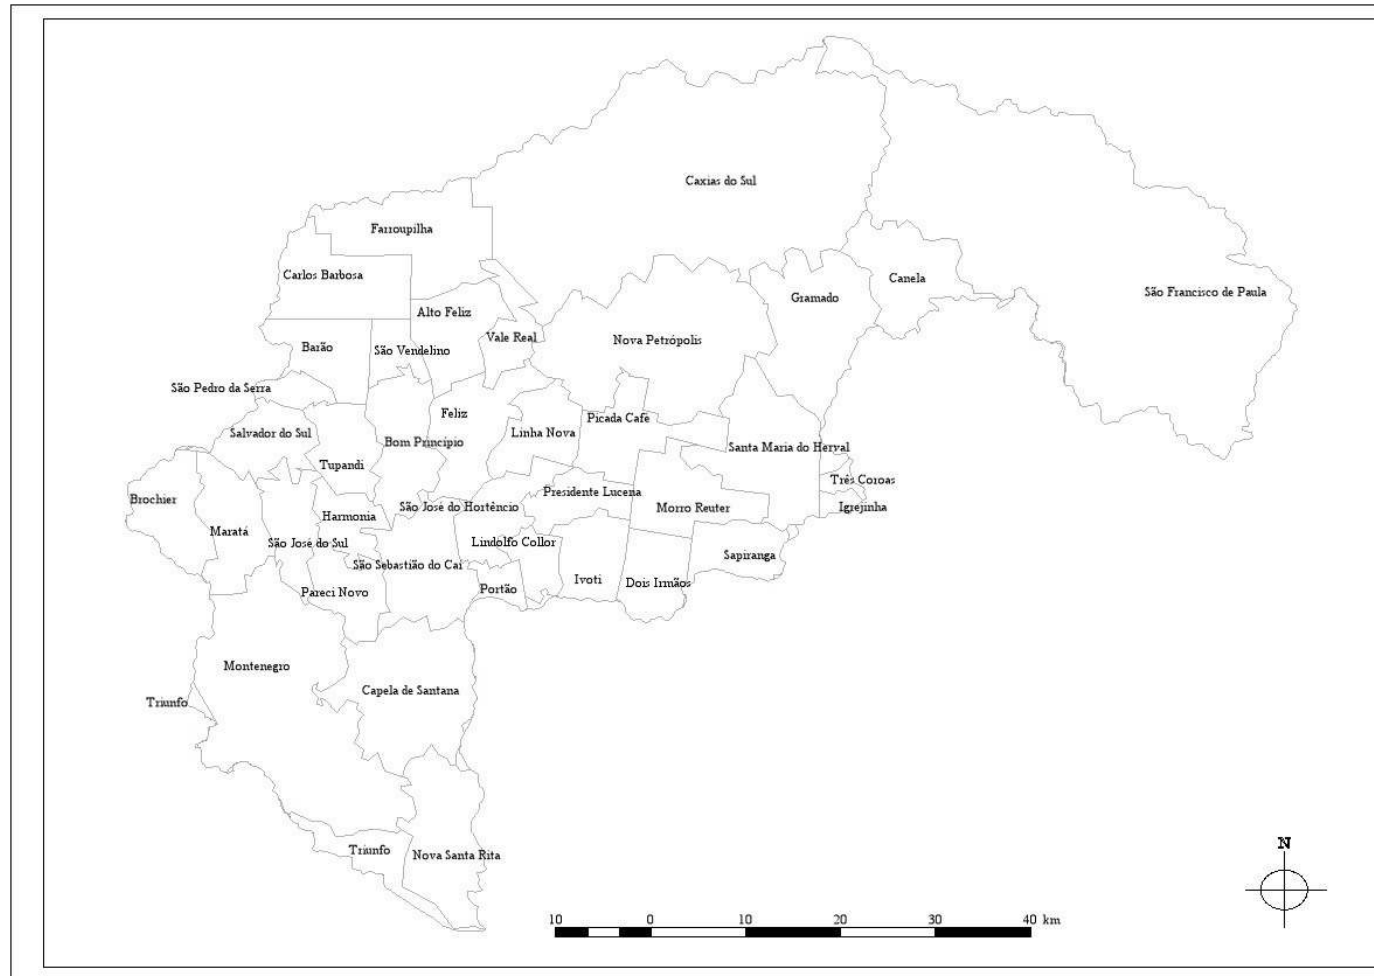 Caxias do Sul
Farroupilha
Carlos Barbosa
Canela
São Francisco de Paula
Gramado
Alto Feliz
Vale Real
Nova Petrópolis
Barão
São Vendelino
São Pedro da Serra
Feliz
Picada Café
Salvador do Sul
Linha Nova
Bom Princípio
Santa Maria do Herval
Tupandi
Três Coroas
Brochier
Presidente Lucena
São José do Hortêncio
Morro Reuter
Igrejinha
Harmonia
Maratá
São José do Sul
Lindolfo Collor
Sapiranga
São Sebastião do Caí
Ivoti
Dois Irmãos
Pareci Novo
Portão
Montenegro
Capela de Santana
Triunfo
Triunfo
Nova Santa Rita
N
10 0 10 20 30 40 km